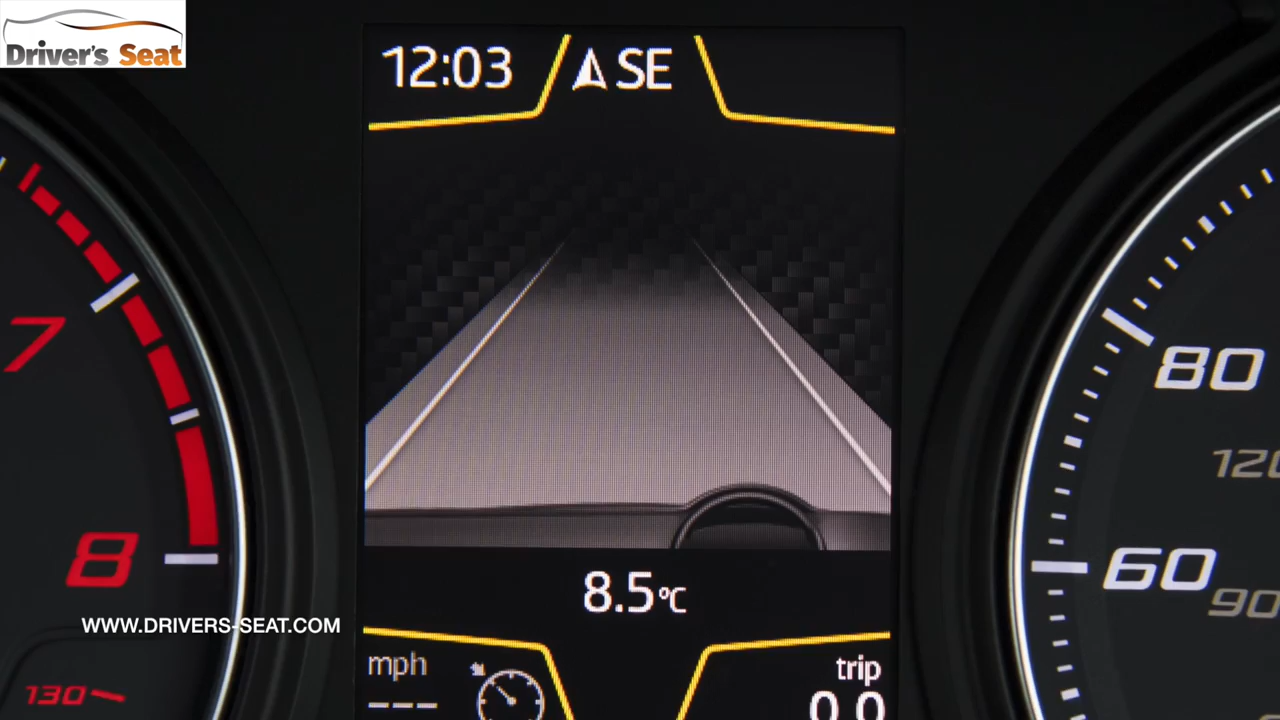 Driver's Seat
12:03
SE
7
80
120
8
60
8.5°C
90
WWW.DRIVERS-SEAT.COM
mph
trip
130
---
0.0